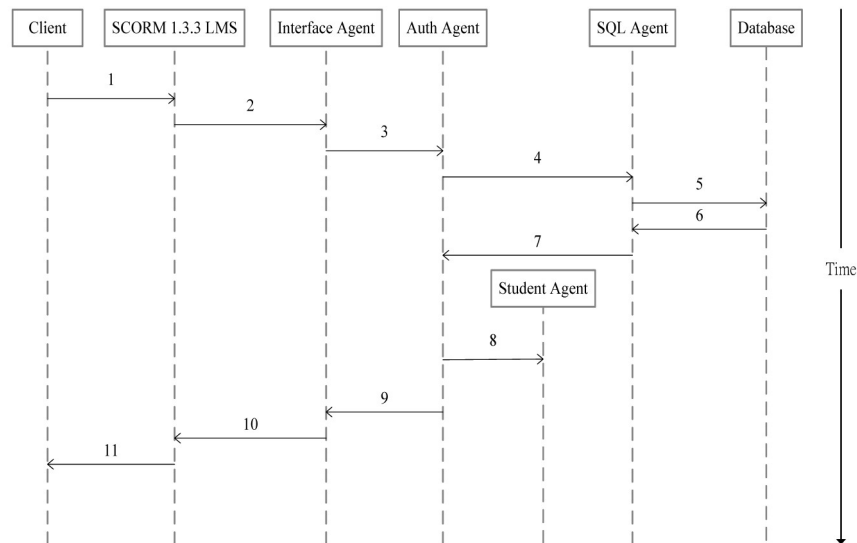 Client
SCORM 1.3.3 LMS
Interface Agent
Auth Agent
SQL Agent
Database
1
2
3
4
5
6
7
Time
Student Agent
8
9
10
11